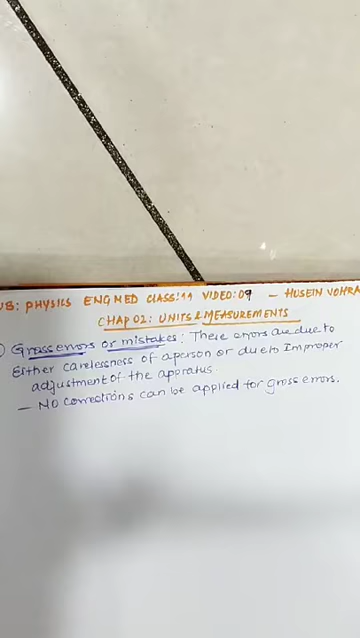 UB: PHYSICS ENG MED CLASS: 11 VIDEO: 09 – HUSEIN VOHRA
CHAP 02: UNITS & MEASUREMENTS
) Gross errors or mistakes: These errors are due to
Either carelessness of a person or due to Improper
adjustment of the apparatus.
– No corrections can be applied for gross errors.